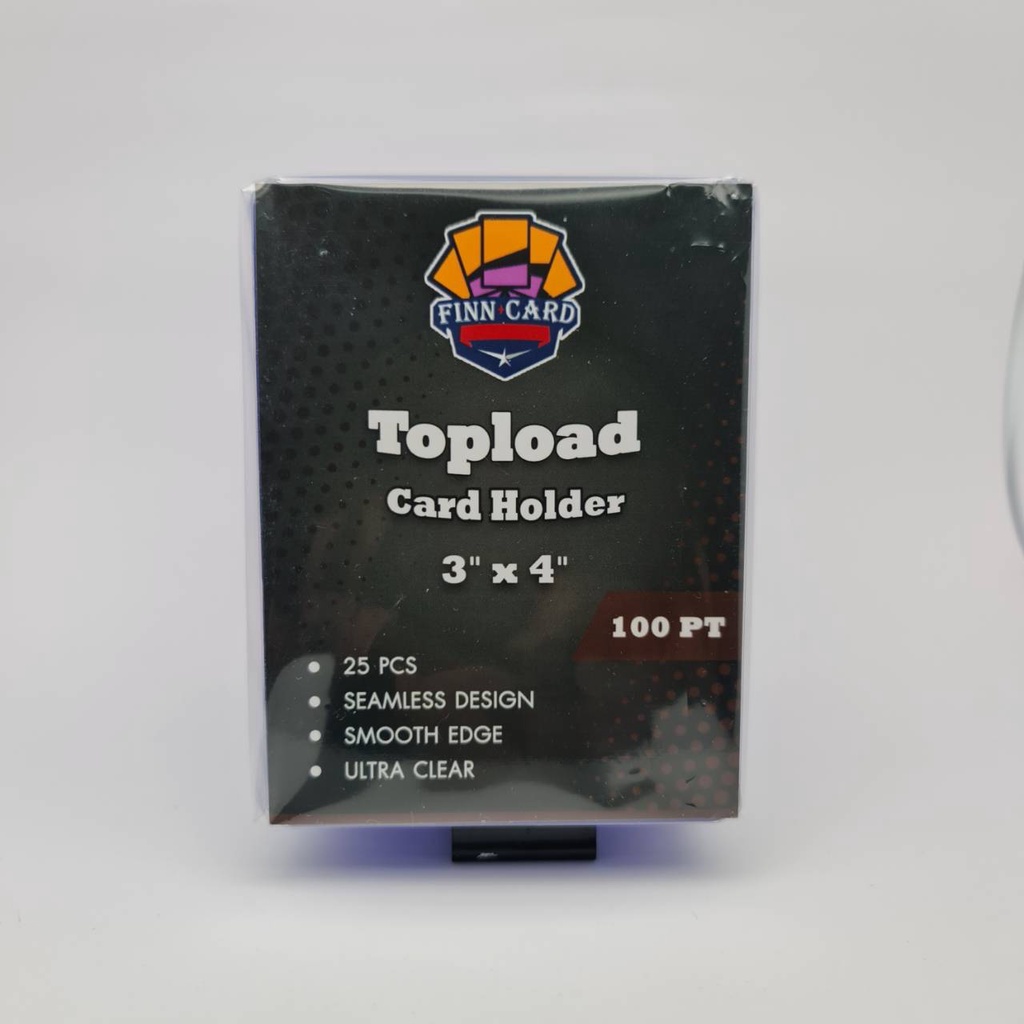 FINN CARD
Topload
Card Holder
3" x 4"
100 PT
• 25 PCS
• SEAMLESS DESIGN
• SMOOTH EDGE
• ULTRA CLEAR